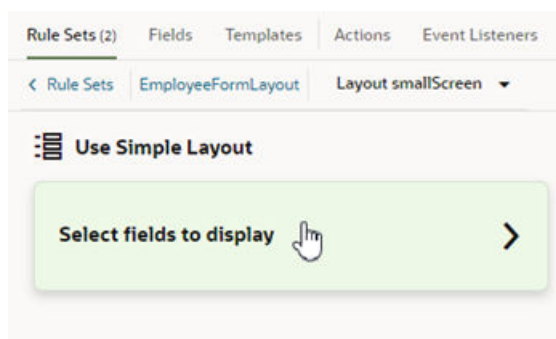 Rule Sets (2) Fields Templates Actions Event Listeners
Rule Sets EmployeeFormLayout Layout smallScreen
Use Simple Layout
Select fields to display